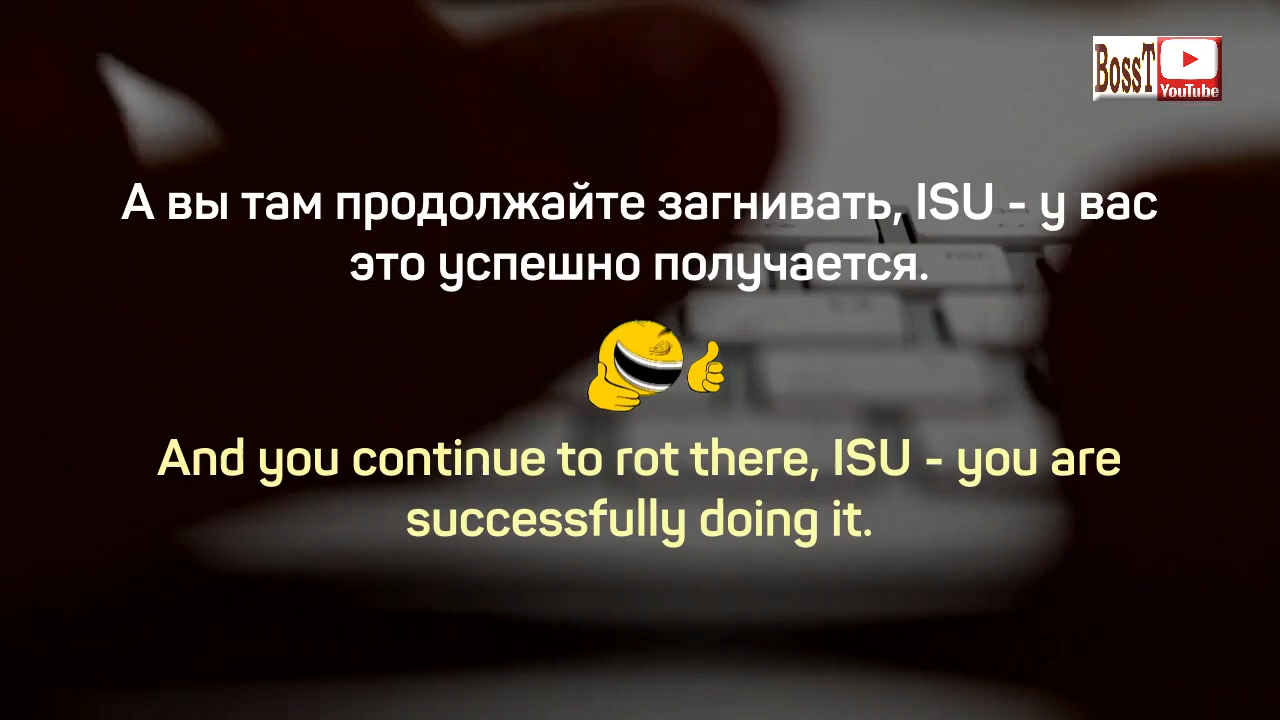 BossT YouTube
А вы там продолжайте загнивать, ISU - у вас
это успешно получается.
And you continue to rot there, ISU - you are
successfully doing it.